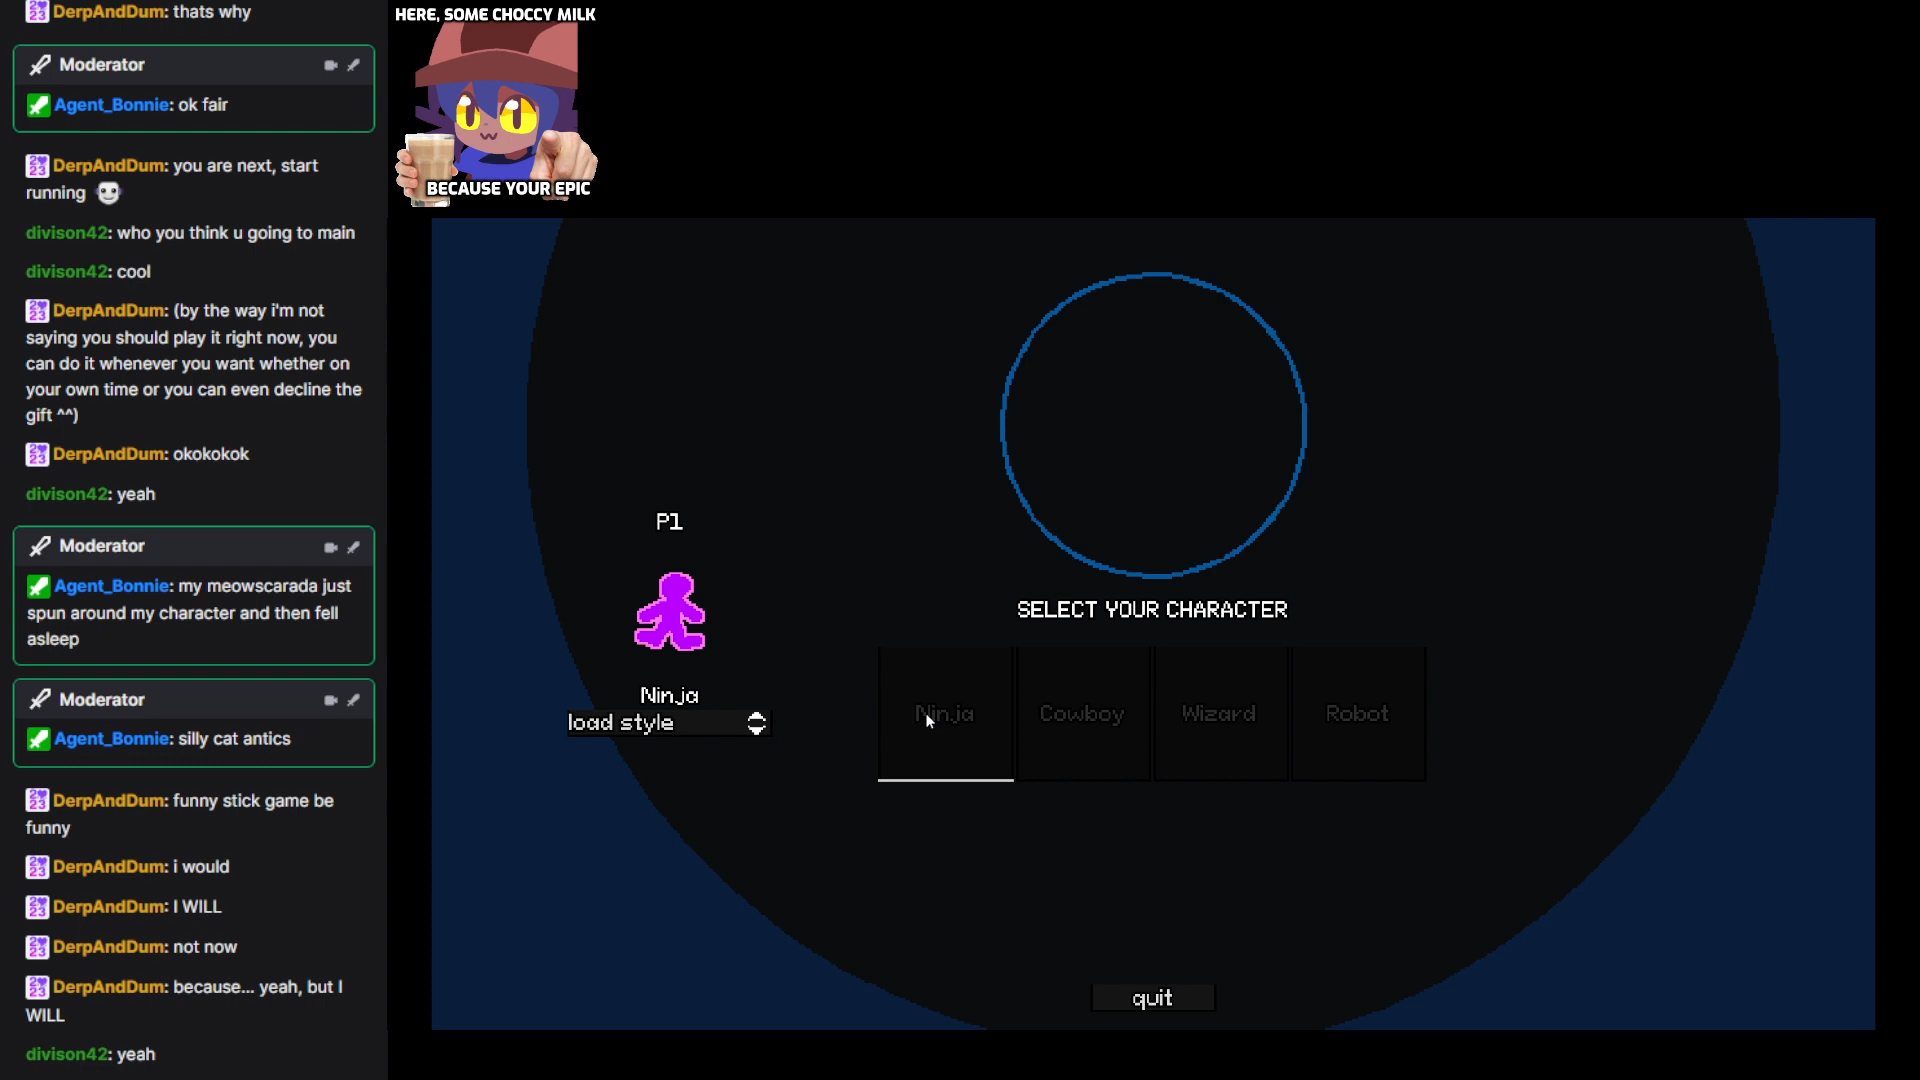 DerpAndDum: thats why
Moderator
Agent_Bonnie: ok fair
DerpAndDum: you are next, start
running
divison42: who you think u going to main
divison42: cool
DerpAndDum: (by the way i'm not
saying you should play it right now, you
can do it whenever you want whether on
your own time or you can even decline the
gift ^^)
DerpAndDum: okokokok
divison42: yeah
Moderator
Agent_Bonnie: my meowscarada just
spun around my character and then fell
asleep
Moderator
Agent_Bonnie: silly cat antics
DerpAndDum: funny stick game be
funny
DerpAndDum: i would
DerpAndDum: I WILL
DerpAndDum: not now
DerpAndDum: because... yeah, but I
WILL
divison42: yeah
HERE, SOME CHOCCY MILK
BECAUSE YOUR EPIC
P1
Ninja
load style
SELECT YOUR CHARACTER
Ninja
Cowboy
Wizard
Robot
quit